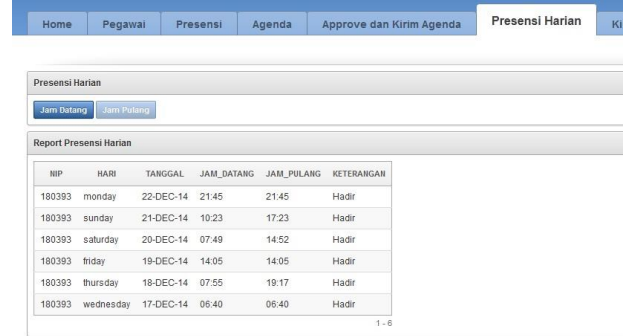 Home Pegawai Presensi Agenda Approve dan Kirim Agenda Presensi Harian
Presensi Harian
Jam Datang Jam Pulang
Report Presensi Harian
NIP HARI TANGGAL JAM_DATANG JAM_PULANG KETERANGAN
180393 monday 22-DEC-14 21:45 21:45 Hadir
180393 sunday 21-DEC-14 10:23 17:23 Hadir
180393 saturday 20-DEC-14 07:49 14:52 Hadir
180393 friday 19-DEC-14 14:05 14:05 Hadir
180393 thursday 18-DEC-14 07:55 19:17 Hadir
180393 wednesday 17-DEC-14 06:40 06:40 Hadir
1 - 6